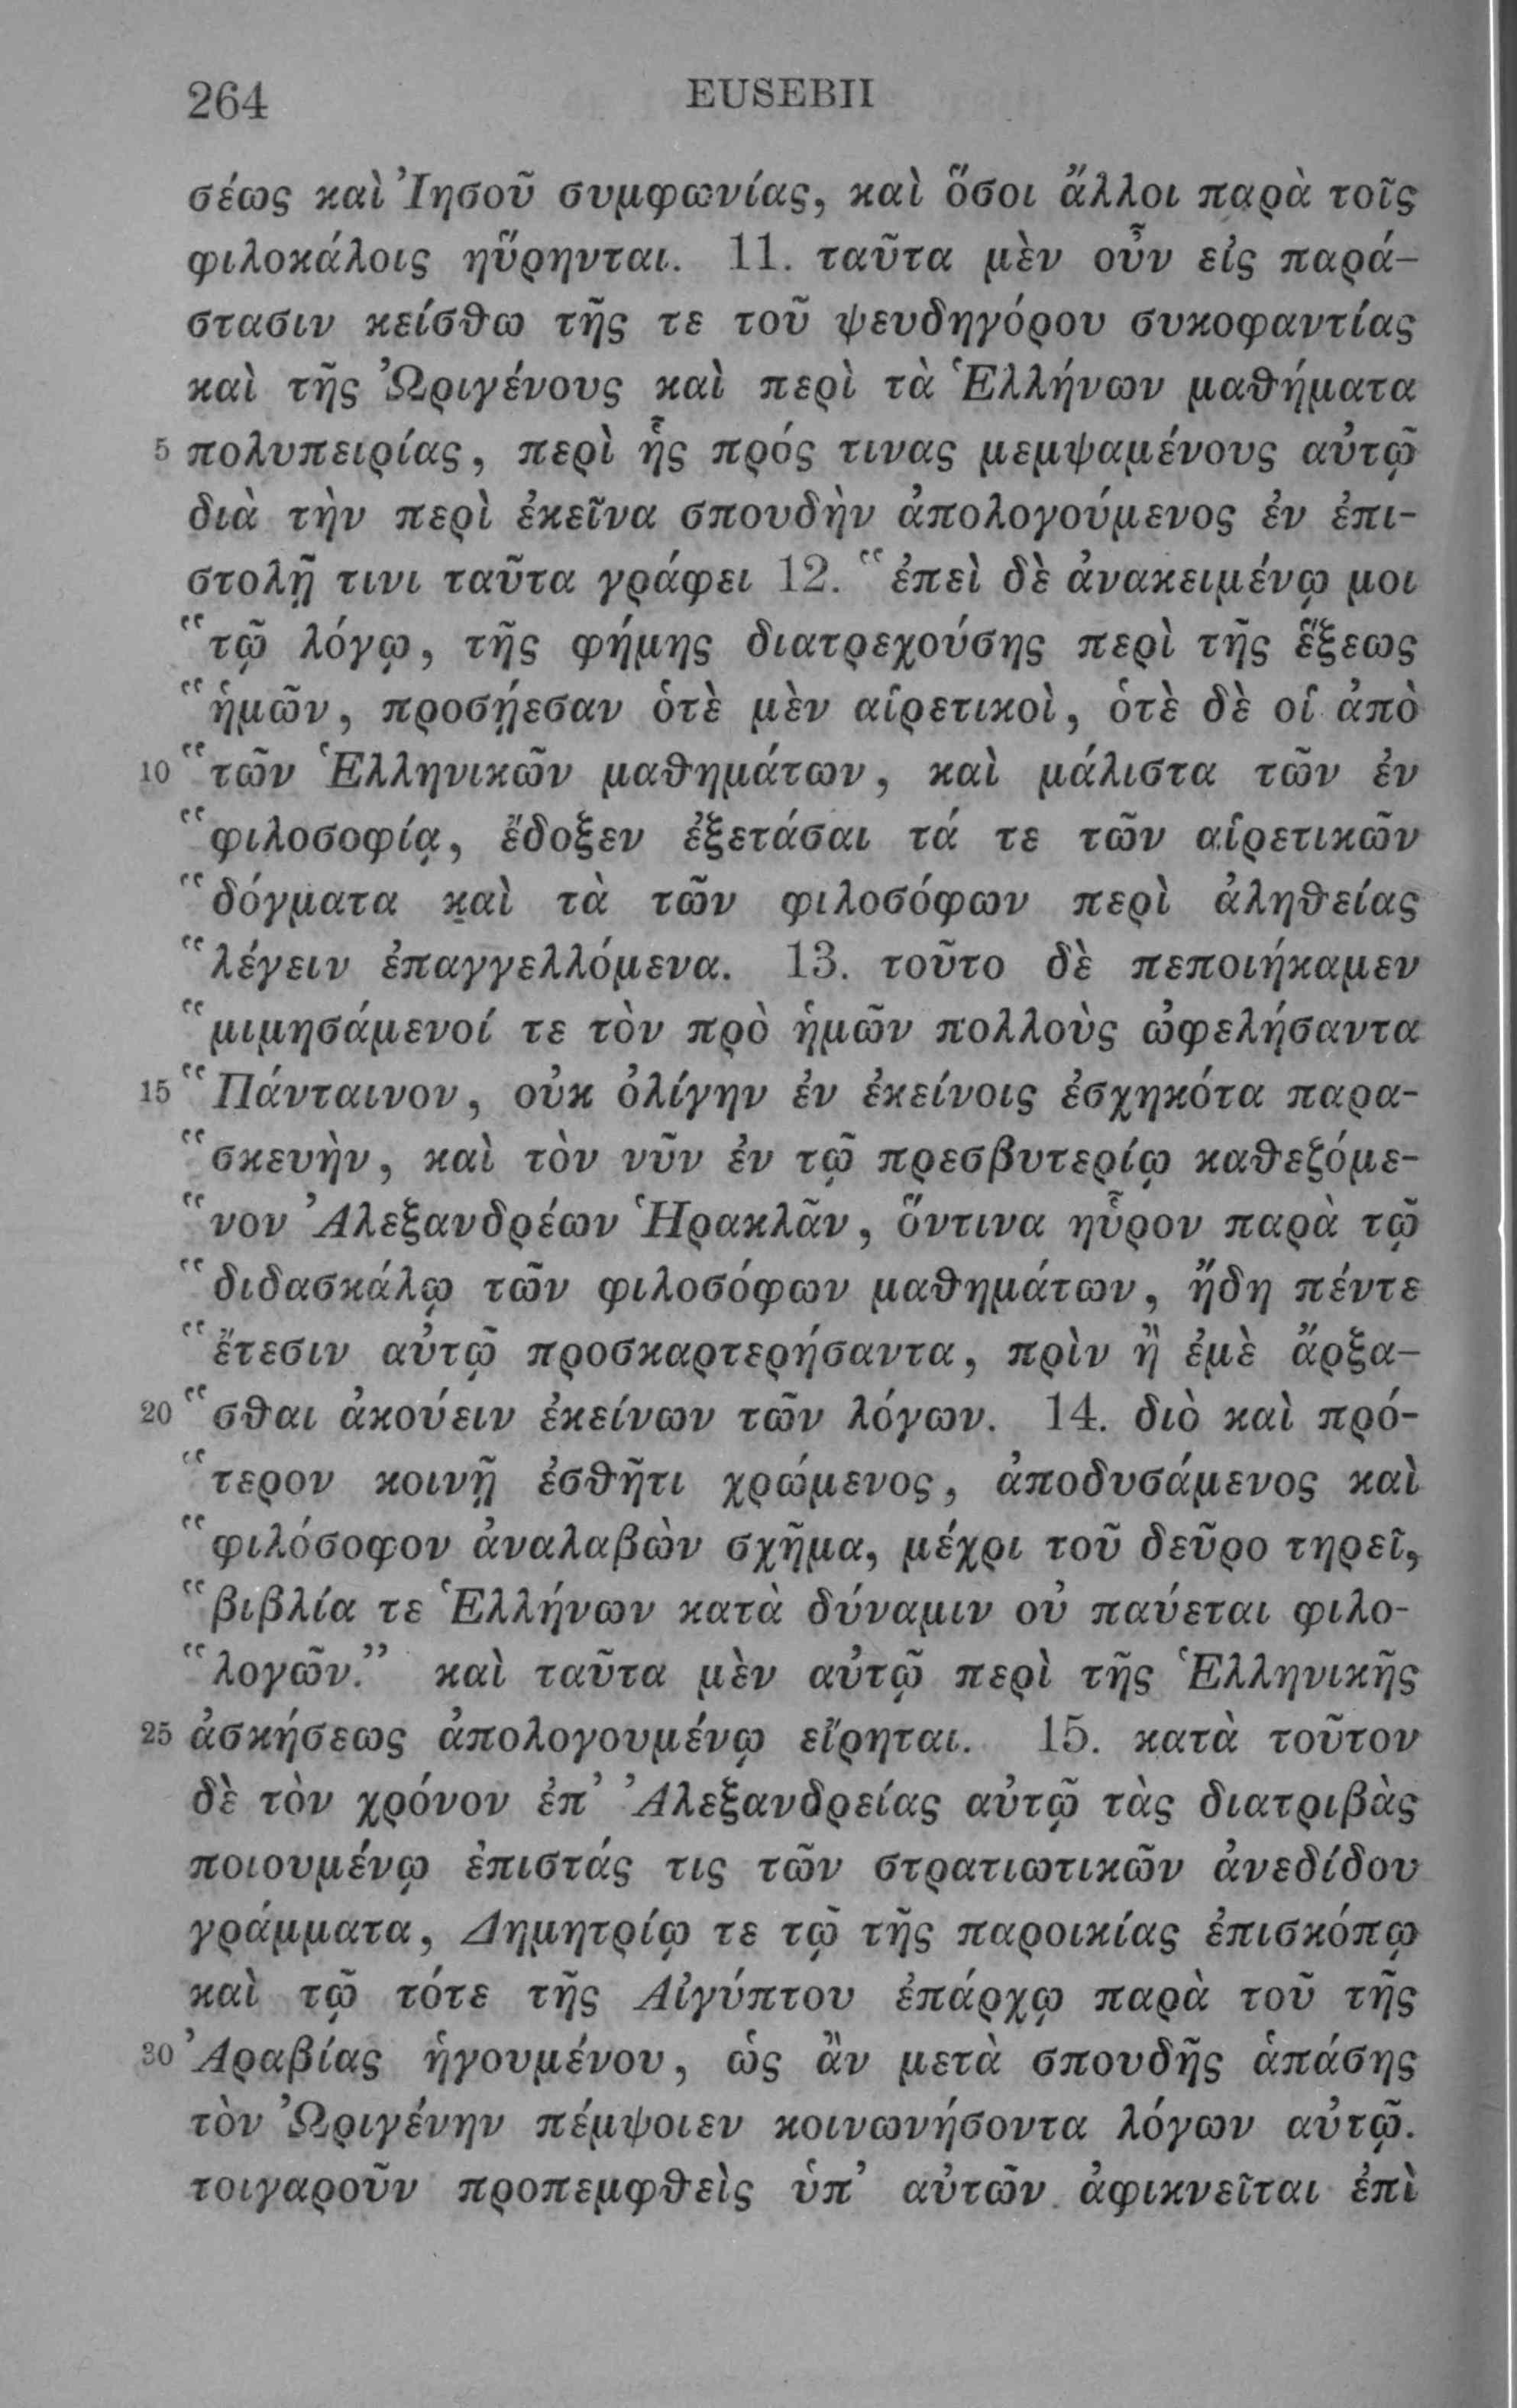 264 EUSEBII
σέως καὶ Ἰησοῦ συμφωνίας, καὶ ὅσοι ἄλλοι παρὰ τοῖς
φιλοκάλοις ηὕρηνται. 11. ταῦτα μὲν οὖν εἰς παρά-
στασιν κείσθω τῆς τε τοῦ ψευδηγόρου συκοφαντίας
καὶ τῆς Ὠριγένους καὶ περὶ τὰ Ἑλλήνων μαθήματα
5 πολυπειρίας, περὶ ἧς πρός τινας μεμψαμένους αὐτῷ
διὰ τὴν περὶ ἐκεῖνα σπουδὴν ἀπολογούμενος ἐν ἐπι-
στολῇ τινι ταῦτα γράφει 12. “ἐπεὶ δὲ ἀνακειμένῳ μοι
“τῷ λόγῳ, τῆς φήμης διατρεχούσης περὶ τῆς ἕξεως
“ἡμῶν, προσῄεσαν ὁτὲ μὲν αἱρετικοὶ, ὁτὲ δὲ οἱ ἀπὸ
10 “τῶν Ἑλληνικῶν μαθημάτων, καὶ μάλιστα τῶν ἐν
“φιλοσοφίᾳ, ἔδοξεν ἐξετάσαι τά τε τῶν αἱρετικῶν
“δόγματα καὶ τὰ τῶν φιλοσόφων περὶ ἀληθείας
“λέγειν ἐπαγγελλόμενα. 13. τοῦτο δὲ πεποιήκαμεν
“μιμησάμενοί τε τὸν πρὸ ἡμῶν πολλοὺς ὠφελήσαντα
15 “Πάνταινον, οὐκ ὀλίγην ἐν ἐκείνοις ἐσχηκότα παρα-
“σκευὴν, καὶ τὸν νῦν ἐν τῷ πρεσβυτερίῳ καθεζόμε-
“νον Ἀλεξανδρέων Ἡρακλᾶν, ὅντινα ηὗρον παρὰ τῷ
“διδασκάλῳ τῶν φιλοσόφων μαθημάτων, ἤδη πέντε
“ἔτεσιν αὐτῷ προσκαρτερήσαντα, πρὶν ἢ ἐμὲ ἄρξα-
20 “σθαι ἀκούειν ἐκείνων τῶν λόγων. 14. διὸ καὶ πρό-
“τερον κοινῇ ἐσθῆτι χρώμενος, ἀποδυσάμενος καὶ
“φιλόσοφον ἀναλαβὼν σχῆμα, μέχρι τοῦ δεῦρο τηρεῖ,
“βιβλία τε Ἑλλήνων κατὰ δύναμιν οὐ παύεται φιλο-
“λογῶν.” καὶ ταῦτα μὲν αὐτῷ περὶ τῆς Ἑλληνικῆς
25 ἀσκήσεως ἀπολογουμένῳ εἴρηται. 15. κατὰ τοῦτον
δὲ τὸν χρόνον ἐπ’ Ἀλεξανδρείας αὐτῷ τὰς διατριβὰς
ποιουμένῳ ἐπιστάς τις τῶν στρατιωτικῶν ἀνεδίδου
γράμματα, Δημητρίῳ τε τῷ τῆς παροικίας ἐπισκόπῳ
καὶ τῷ τότε τῆς Αἰγύπτου ἐπάρχῳ παρὰ τοῦ τῆς
30 Ἀραβίας ἡγουμένου, ὡς ἂν μετὰ σπουδῆς ἁπάσης
τὸν Ὠριγένην πέμψοιεν κοινωνήσοντα λόγων αὐτῷ.
τοιγαροῦν προπεμφθεὶς ὑπ’ αὐτῶν ἀφικνεῖται ἐπὶ